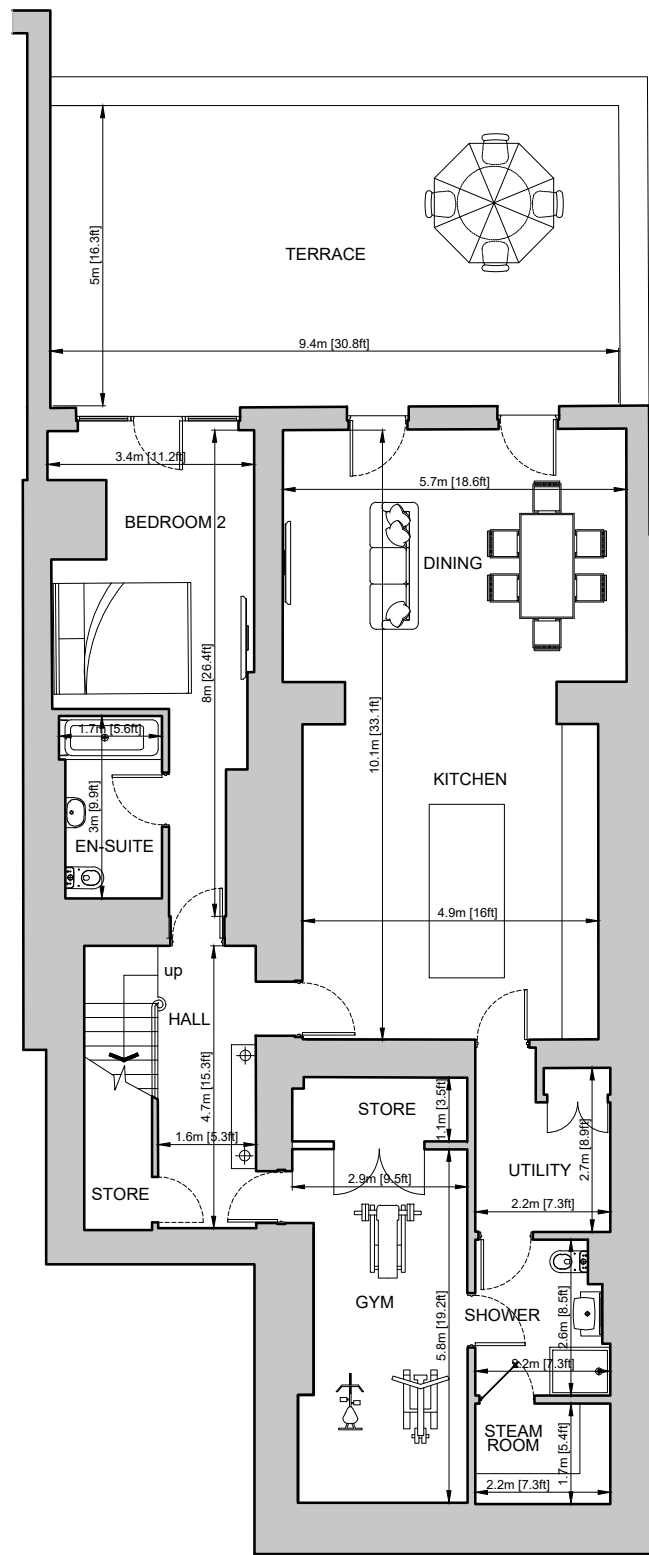 5m [16.3ft]
TERRACE
9.4m [30.8ft]
3.4m [11.2ft]
5.7m [18.6ft]
BEDROOM 2
DINING
8m [26.4ft]
10.1m [33.1ft]
1.7m [5.6ft]
3m [9.9ft]
EN-SUITE
KITCHEN
4.9m [16ft]
up
HALL
4.7m [15.3ft]
1.6m [5.3ft]
STORE
STORE
1.1m [3.5ft]
2.9m [9.5ft]
UTILITY
2.7m [8.9ft]
2.2m [7.3ft]
GYM
5.8m [19.2ft]
SHOWER
2.6m [8.5ft]
2.2m [7.3ft]
STEAM
ROOM
1.7m [5.4ft]
2.2m [7.3ft]